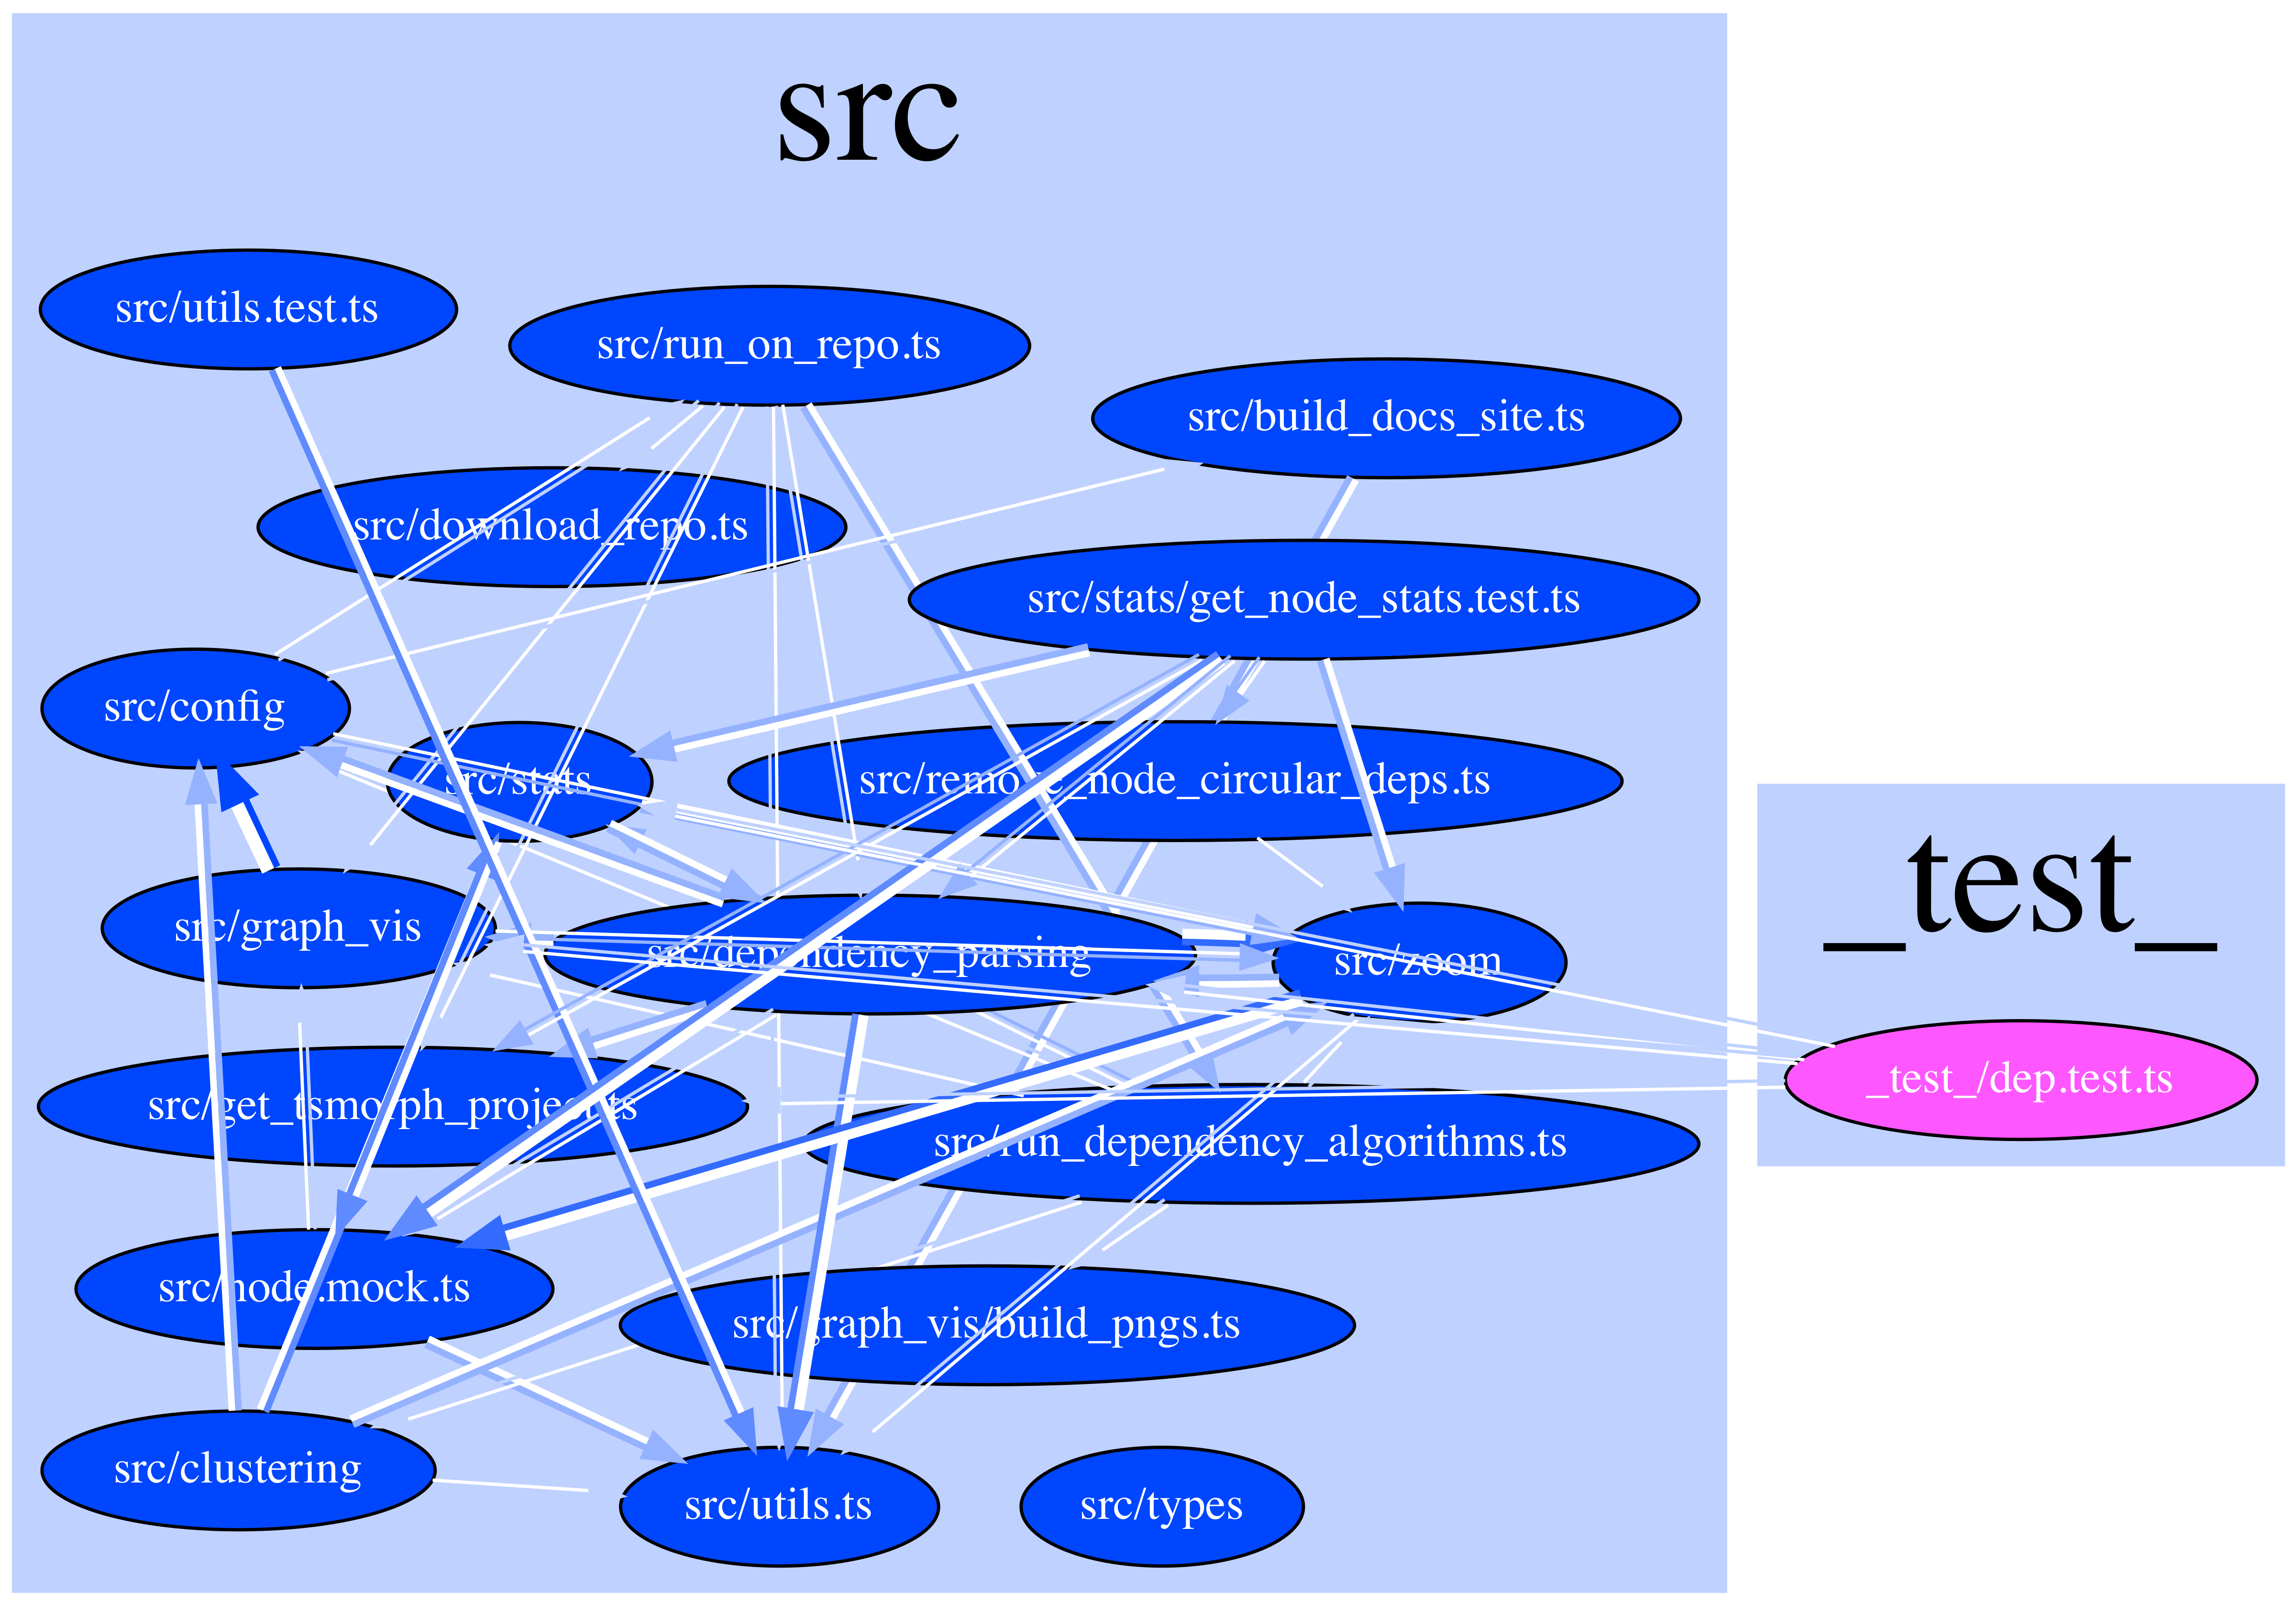 src
src/utils.test.ts
src/run_on_repo.ts
src/build_docs_site.ts
src/download_repo.ts
src/stats/get_node_stats.test.ts
src/config
src/stats
src/remove_node_circular_deps.ts
_test_
src/graph_vis
src/dependency_parsing
src/zoom
_test_/dep.test.ts
src/get_tsmorph_project.ts
src/run_dependency_algorithms.ts
src/node.mock.ts
src/graph_vis/build_pngs.ts
src/clustering
src/utils.ts
src/types